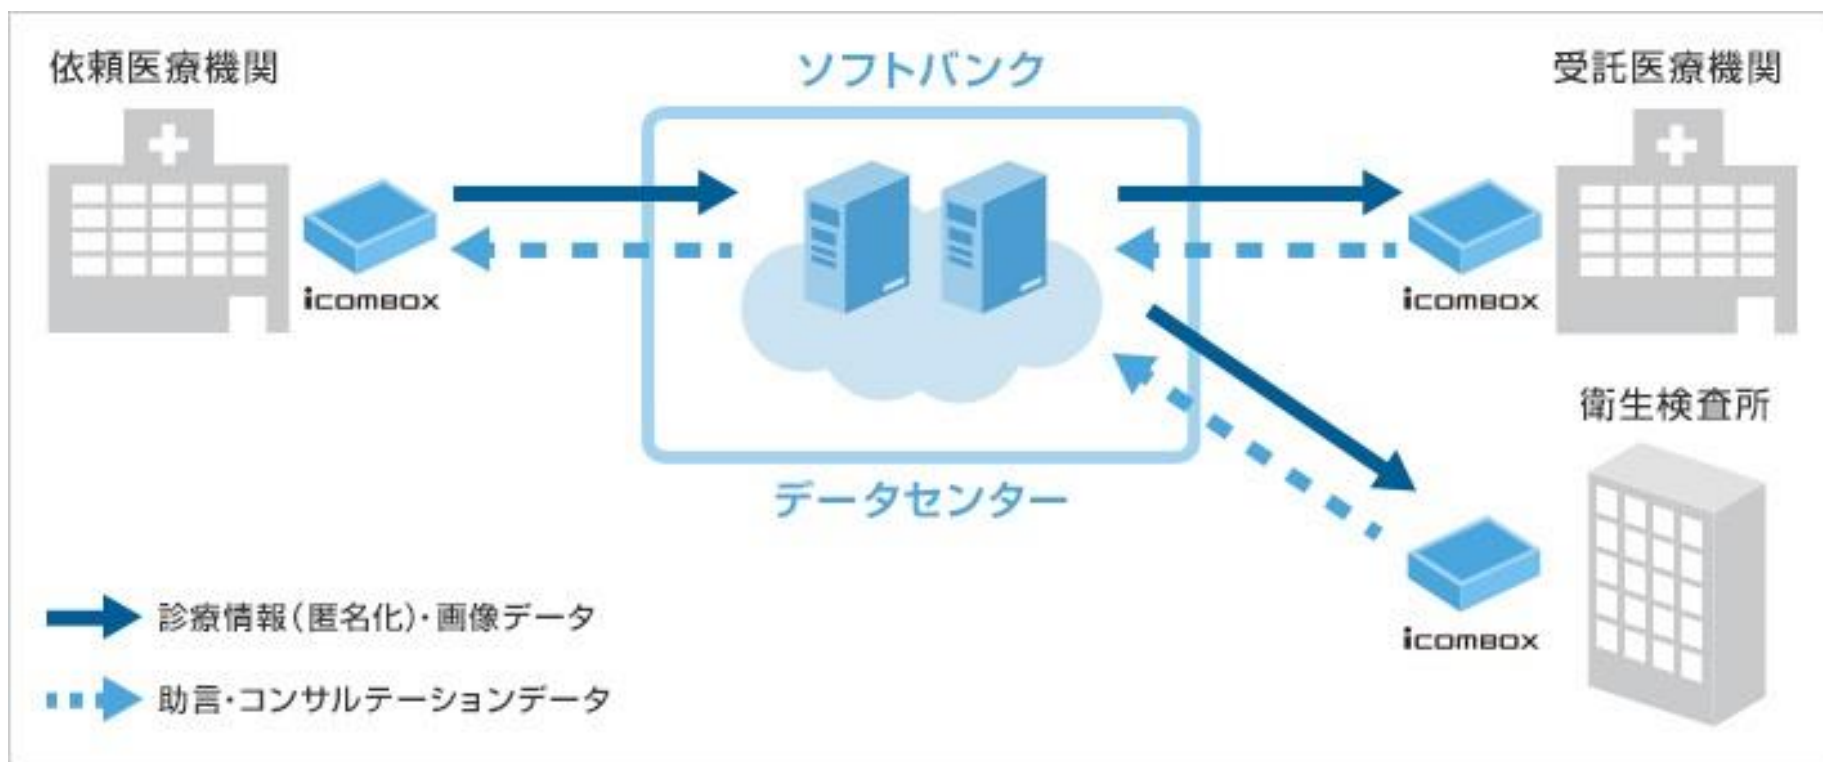 依頼医療機関
ソフトバンク
受託医療機関
icombox
icombox
データセンター
衛生検査所
icombox
診療情報(匿名化)・画像データ
助言・コンサルテーションデータ